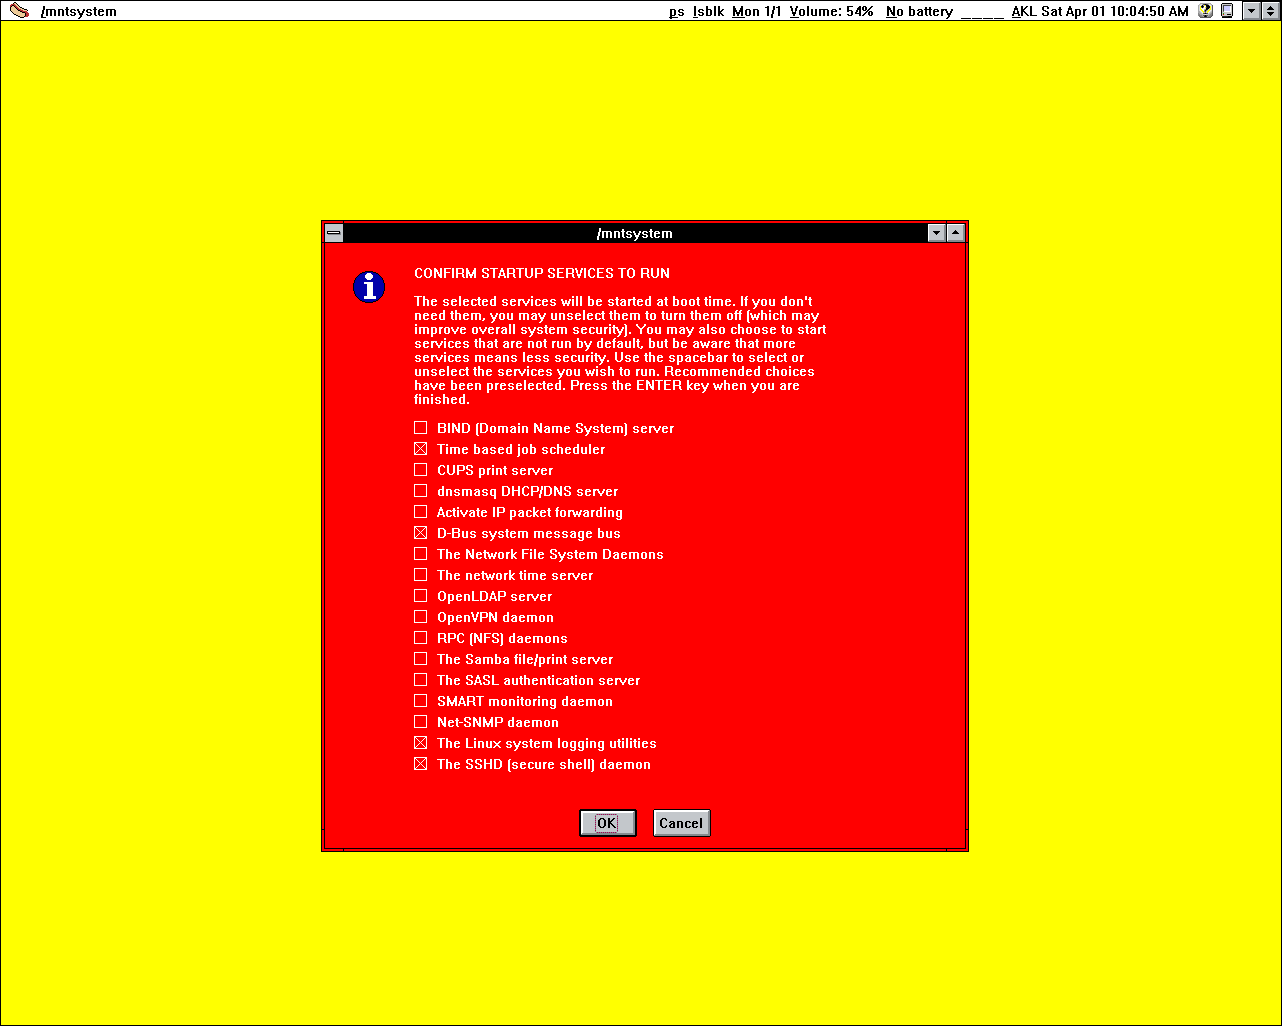 /mntsystem ps lsblk Mon 1/1 Volume: 54% No battery ____ AKL Sat Apr 01 10:04:50 AM
/mntsystem
CONFIRM STARTUP SERVICES TO RUN
The selected services will be started at boot time. If you don't
need them, you may unselect them to turn them off (which may
improve overall system security). You may also choose to start
services that are not run by default, but be aware that more
services means less security. Use the spacebar to select or
unselect the services you wish to run. Recommended choices
have been preselected. Press the ENTER key when you are
finished.
BIND (Domain Name System) server
Time based job scheduler
CUPS print server
dnsmasq DHCP/DNS server
Activate IP packet forwarding
D-Bus system message bus
The Network File System Daemons
The network time server
OpenLDAP server
OpenVPN daemon
RPC (NFS) daemons
The Samba file/print server
The SASL authentication server
SMART monitoring daemon
Net-SNMP daemon
The Linux system logging utilities
The SSHD (secure shell) daemon
OK Cancel